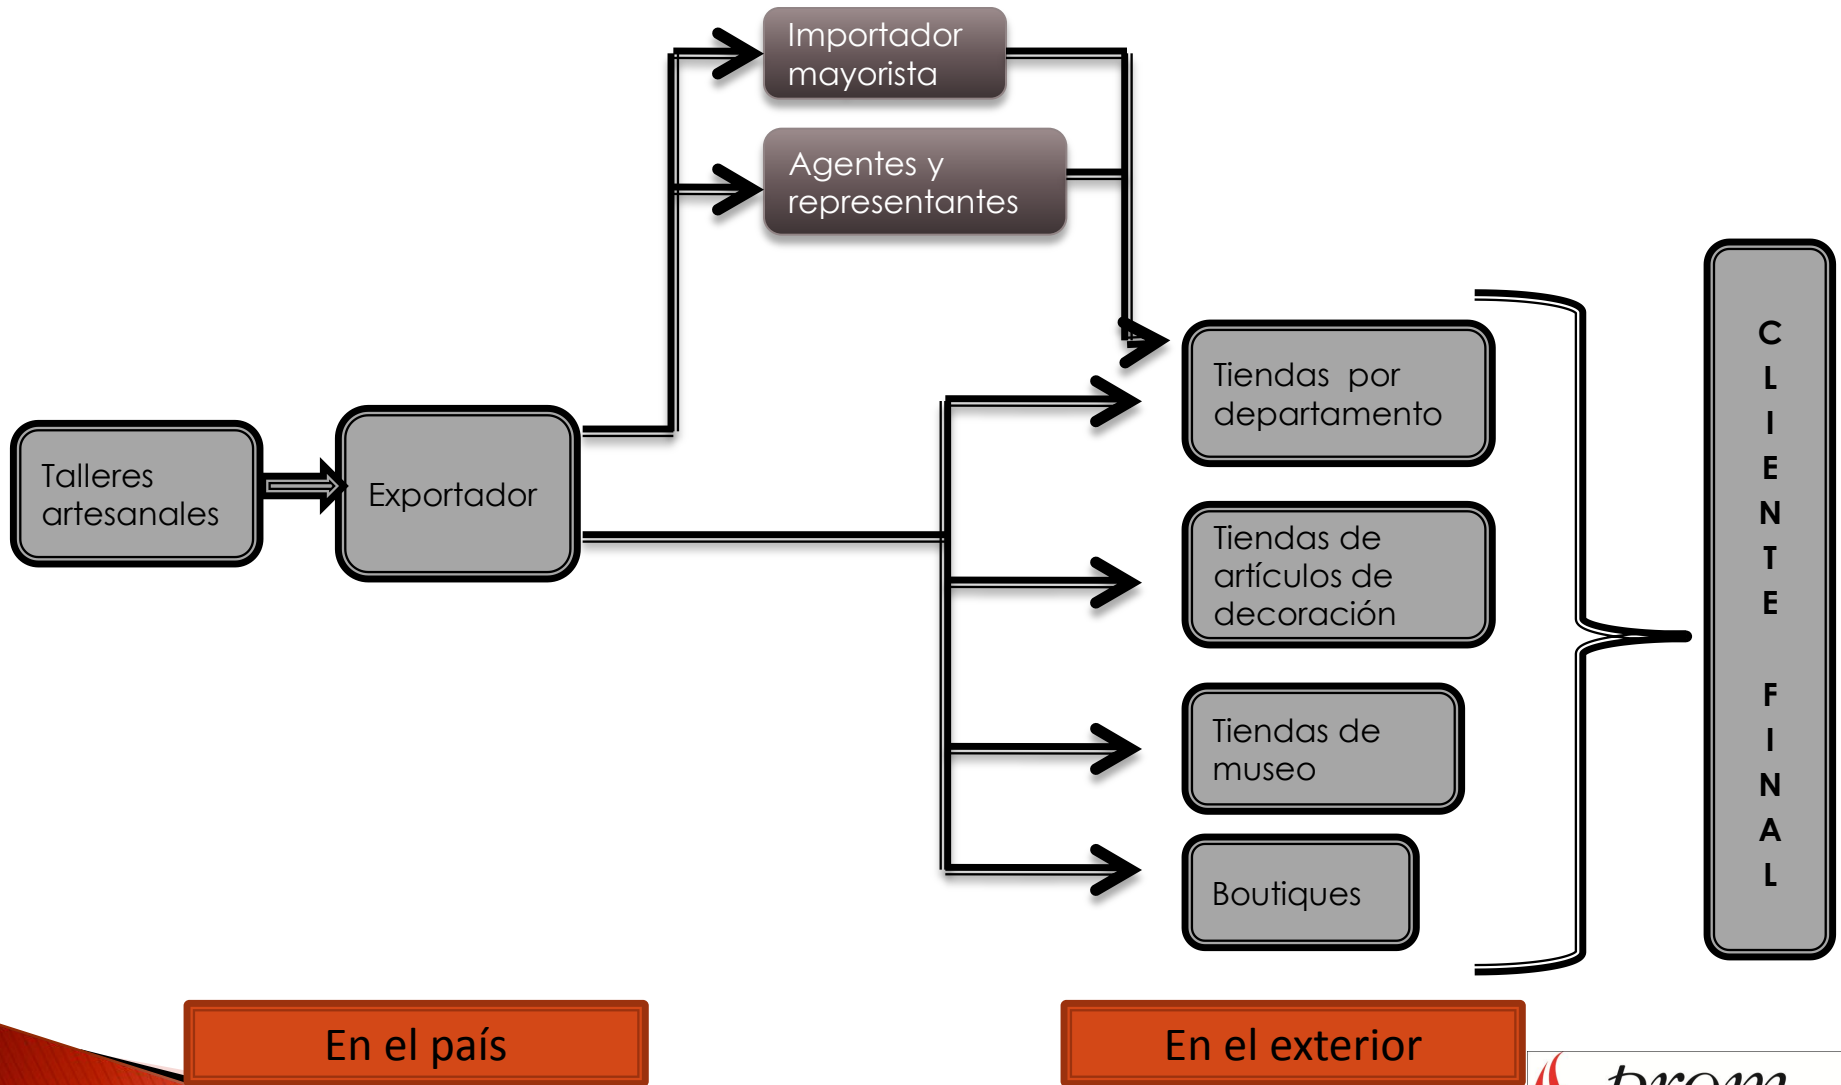 Importador
mayorista
Agentes y
representantes
Tiendas por
departamento
Talleres
artesanales
Exportador
Tiendas de
artículos de
decoración
Tiendas de
museo
Boutiques
C
L
I
E
N
T
E
F
I
N
A
L
En el país
En el exterior